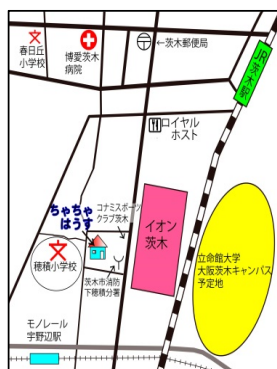 春日丘
小学校
博愛茨木
病院
←茨木郵便局
JR
茨木駅
ロイヤル
ホスト
ちゃちゃ
はうす
コナミスポーツ
クラブ茨木
イオン
茨木
穂積小学校
茨木市消防
下穂積分署
立命館大学
大阪茨木キャンパス
予定地
モノレール
宇野辺駅